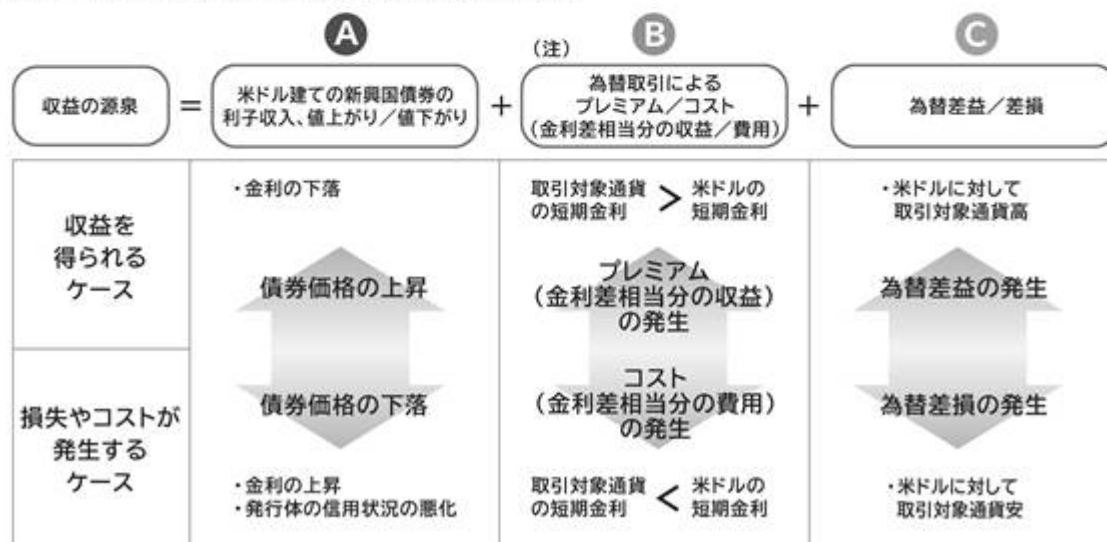 A
B
C
(注)
収益の源泉
=
米ドル建ての新興国債券の
利子収入、値上がり/値下がり
+
為替取引による
プレミアム/コスト
(金利差相当分の収益/費用)
+
為替差益/差損
収益を
得られる
ケース
・金利の下落
債券価格の上昇
取引対象通貨
の短期金利
>
米ドルの
短期金利
プレミアム
(金利差相当分の収益)
の発生
・米ドルに対して
取引対象通貨高
為替差益の発生
損失やコストが
発生する
ケース
債券価格の下落
・金利の上昇
・発行体の信用状況の悪化
コスト
(金利差相当分の費用)
の発生
取引対象通貨
の短期金利
<
米ドルの
短期金利
為替差損の発生
・米ドルに対して
取引対象通貨安